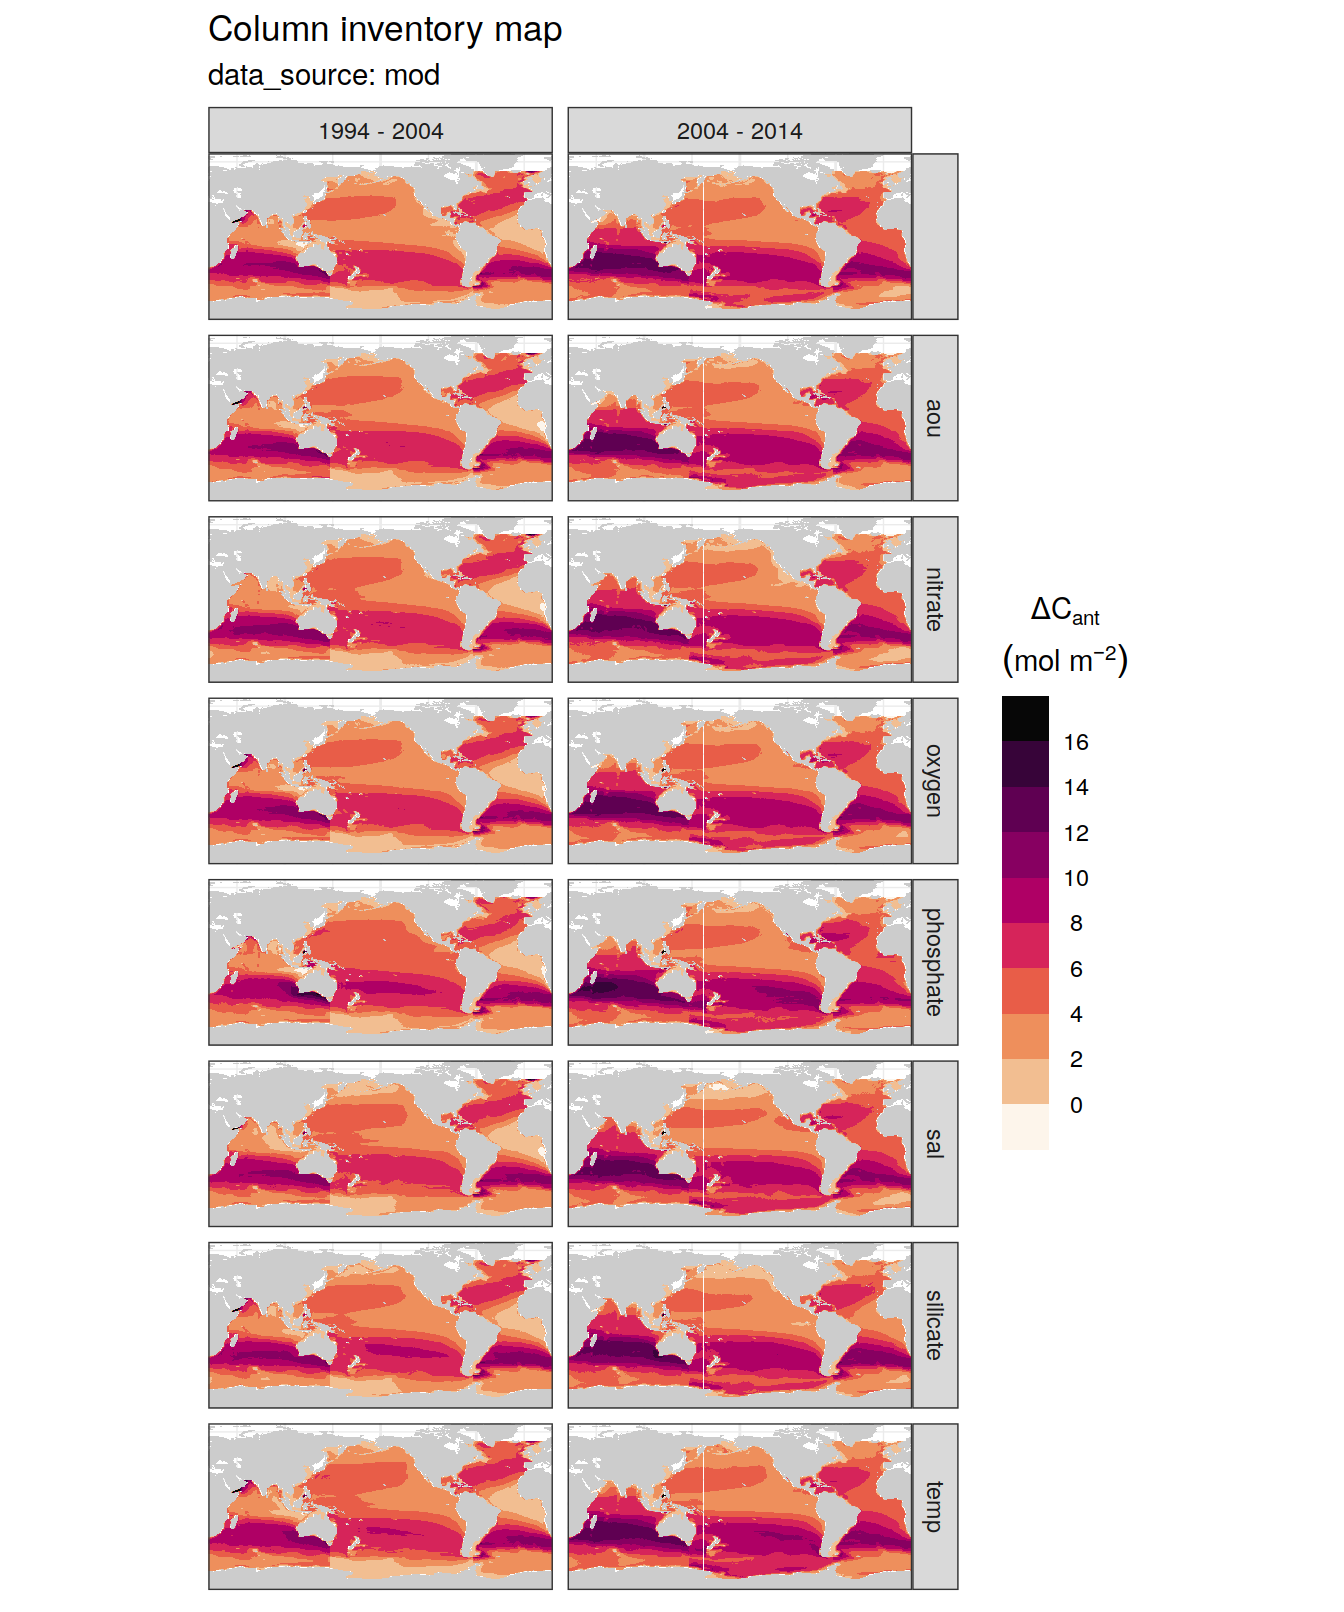 Column inventory map
data_source: mod
1994 - 2004
2004 - 2014
aou
nitrate
oxygen
phosphate
sal
silicate
temp
ΔCant
(mol m−2)
16
14
12
10
8
6
4
2
0